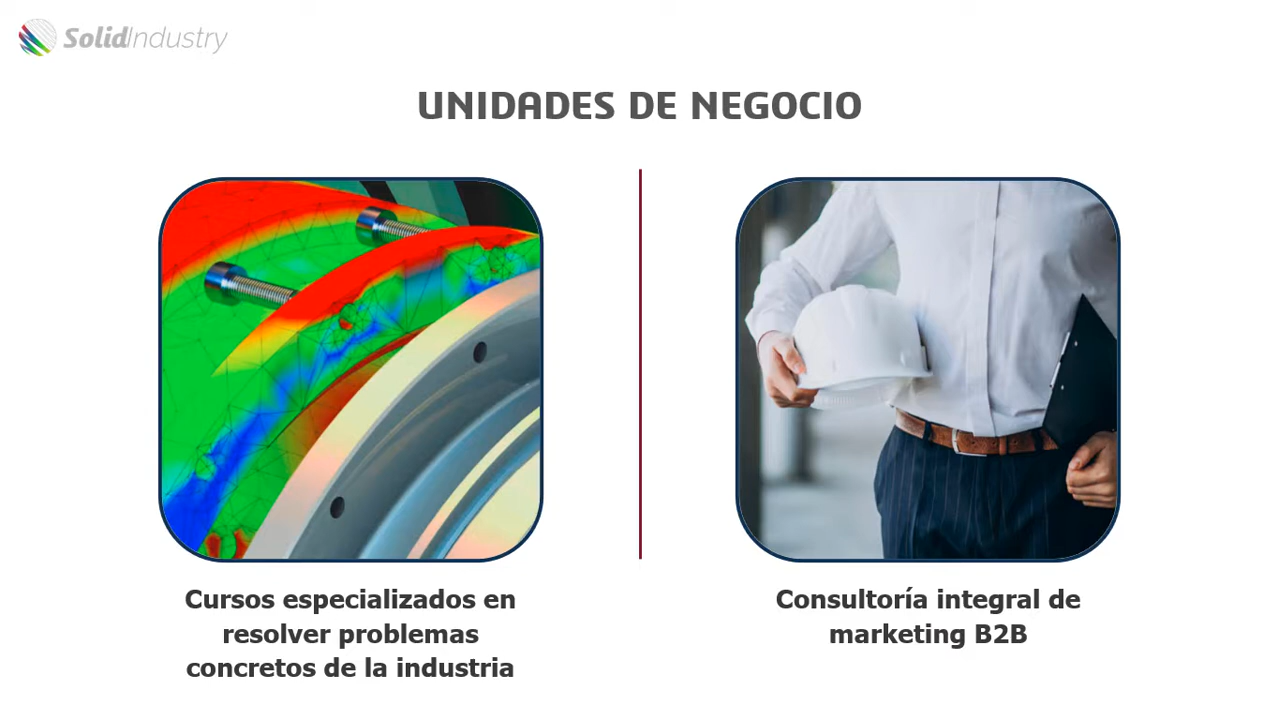 SolidIndustry
UNIDADES DE NEGOCIO
Cursos especializados en
resolver problemas
concretos de la industria
Consultoría integral de
marketing B2B